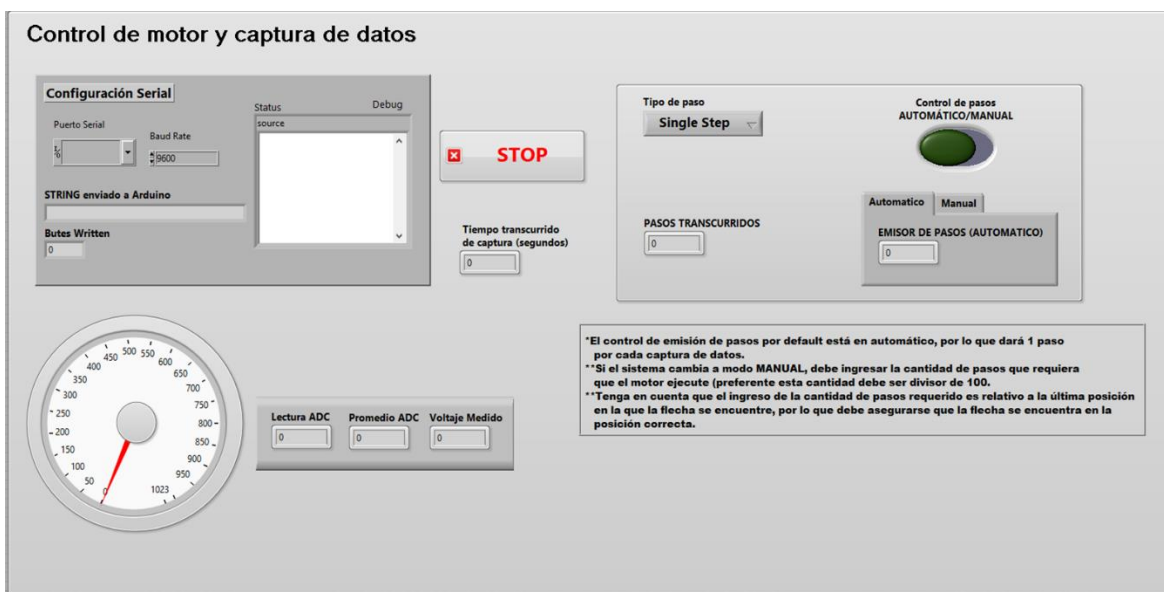 Control de motor y captura de datos
Configuración Serial
Puerto Serial
Baud Rate
9600
STRING enviado a Arduino
Butes Written
0
Status
Debug
source
STOP
Tiempo transcurrido
de captura (segundos)
0
Tipo de paso
Single Step
Control de pasos
AUTOMÁTICO/MANUAL
PASOS TRANSCURRIDOS
0
Automatico
Manual
EMISOR DE PASOS (AUTOMATICO)
0
*El control de emisión de pasos por default está en automático, por lo que dará 1 paso
por cada captura de datos.
**Si el sistema cambia a modo MANUAL, debe ingresar la cantidad de pasos que requiera
que el motor ejecute (preferente esta cantidad debe ser divisor de 100.
**Tenga en cuenta que el ingreso de la cantidad de pasos requerido es relativo a la última posición
en la que la flecha se encuentre, por lo que debe asegurarse que la flecha se encuentra en la
posición correcta.
0
50
100
150
200
250
300
350
400
450
500
550
600
650
700
750
800
850
900
950
1023
Lectura ADC
0
Promedio ADC
0
Voltaje Medido
0